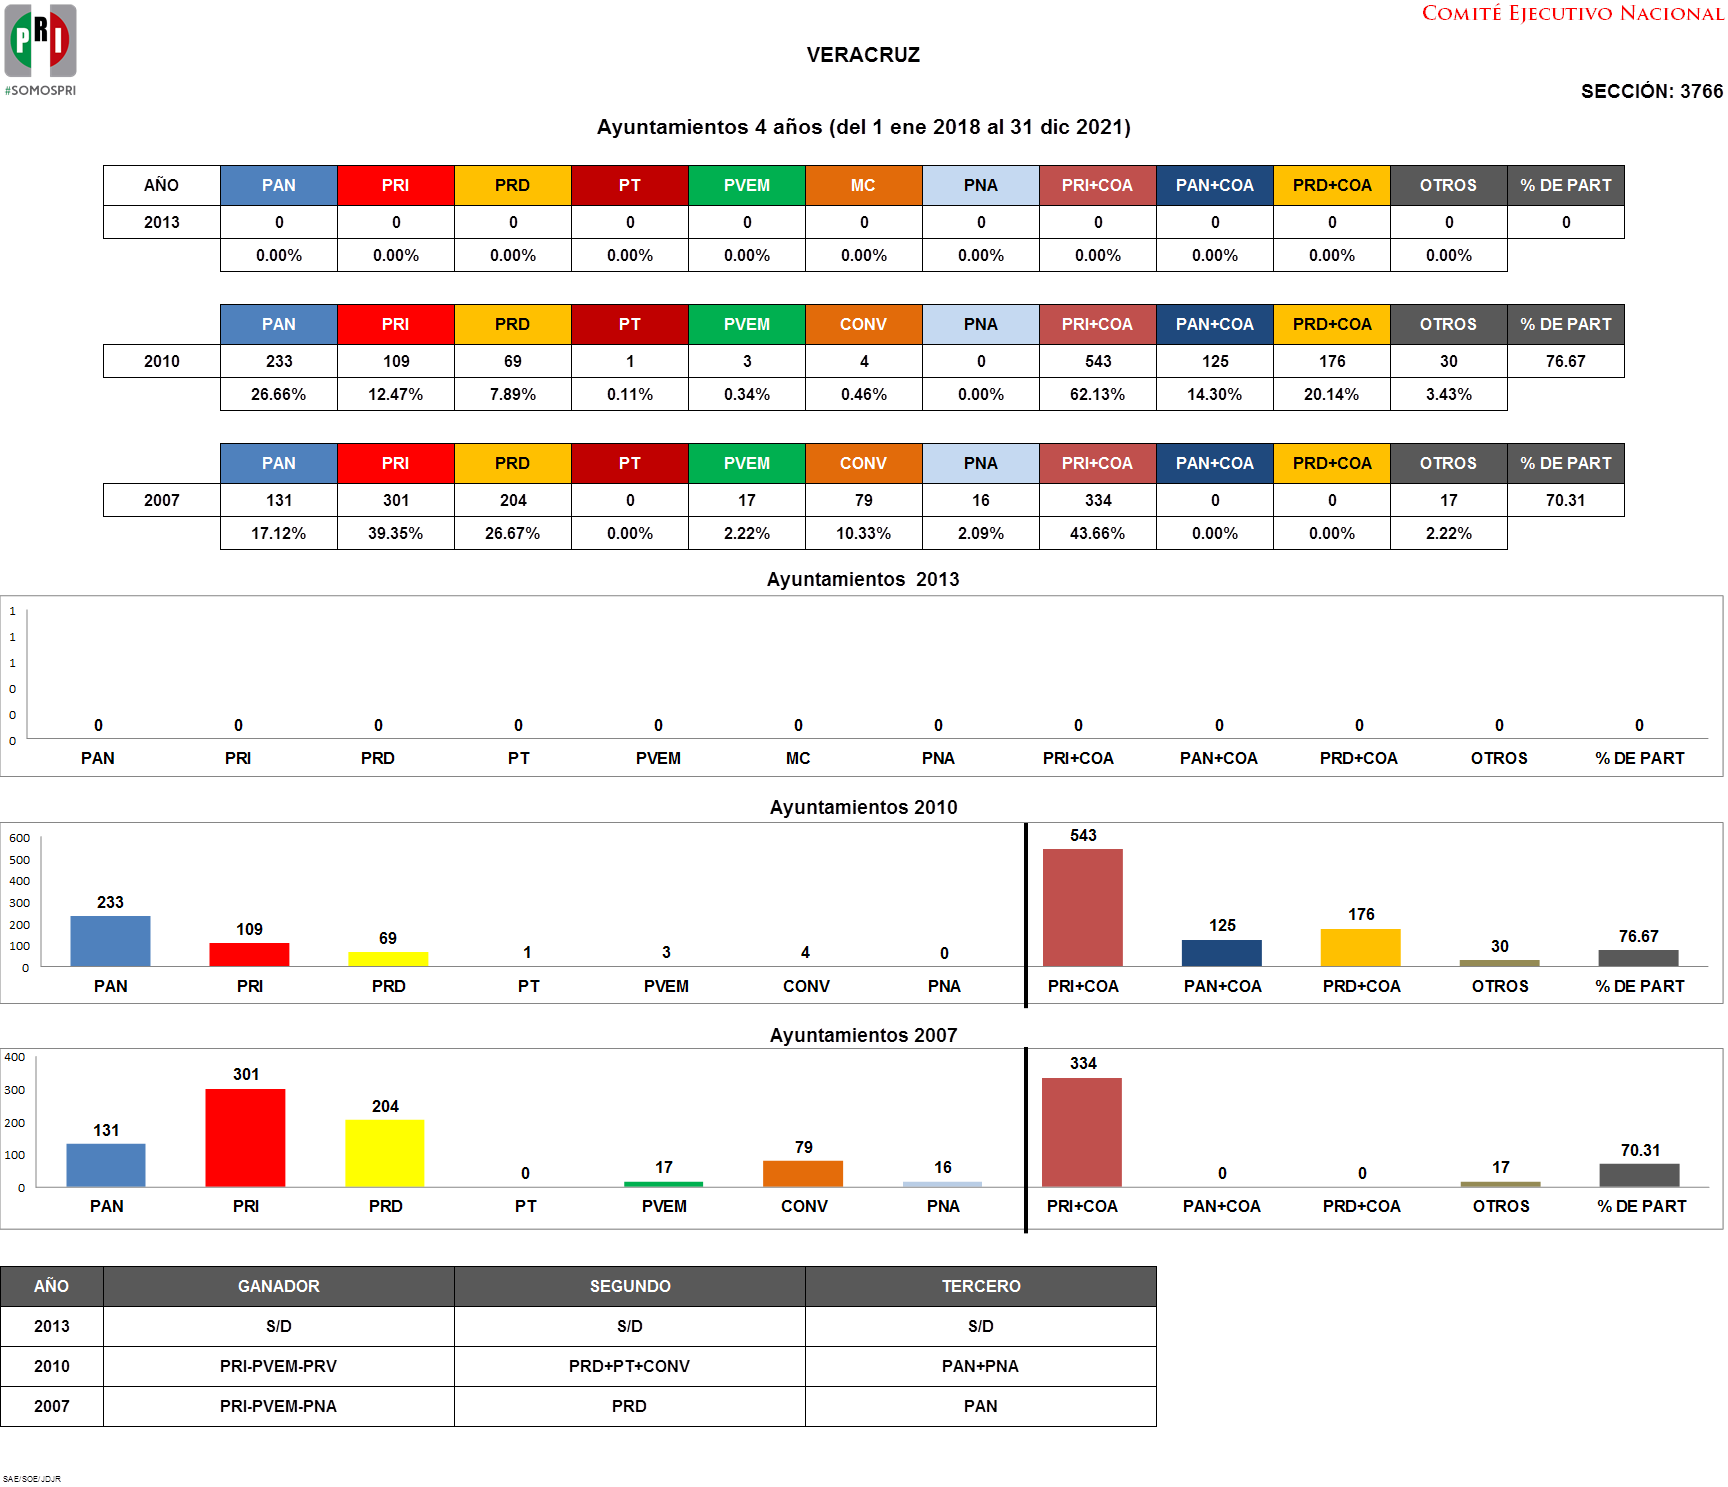 PRI
#SOMOSPRI
COMITÉ EJECUTIVO NACIONAL
VERACRUZ
SECCIÓN: 3766
Ayuntamientos 4 años (del 1 ene 2018 al 31 dic 2021)
AÑO PAN PRI PRD PT PVEM MC PNA PRI+COA PAN+COA PRD+COA OTROS % DE PART
2013 0 0 0 0 0 0 0 0 0 0 0 0
0.00% 0.00% 0.00% 0.00% 0.00% 0.00% 0.00% 0.00% 0.00% 0.00% 0.00%
PAN PRI PRD PT PVEM CONV PNA PRI+COA PAN+COA PRD+COA OTROS % DE PART
2010 233 109 69 1 3 4 0 543 125 176 30 76.67
26.66% 12.47% 7.89% 0.11% 0.34% 0.46% 0.00% 62.13% 14.30% 20.14% 3.43%
PAN PRI PRD PT PVEM CONV PNA PRI+COA PAN+COA PRD+COA OTROS % DE PART
2007 131 301 204 0 17 79 16 334 0 0 17 70.31
17.12% 39.35% 26.67% 0.00% 2.22% 10.33% 2.09% 43.66% 0.00% 0.00% 2.22%
Ayuntamientos 2013
1
1
1
0
0
0
0 0 0 0 0 0 0 0 0 0 0 0
PAN PRI PRD PT PVEM MC PNA PRI+COA PAN+COA PRD+COA OTROS % DE PART
Ayuntamientos 2010
600
500
400
300
200
100
0
233 109 69 1 3 4 0 543 125 176 30 76.67
PAN PRI PRD PT PVEM CONV PNA PRI+COA PAN+COA PRD+COA OTROS % DE PART
Ayuntamientos 2007
400
300
200
100
0
131 301 204 0 17 79 16 334 0 0 17 70.31
PAN PRI PRD PT PVEM CONV PNA PRI+COA PAN+COA PRD+COA OTROS % DE PART
AÑO GANADOR SEGUNDO TERCERO
2013 S/D S/D S/D
2010 PRI-PVEM-PRV PRD+PT+CONV PAN+PNA
2007 PRI-PVEM-PNA PRD PAN
SAE/SOE/JDJR